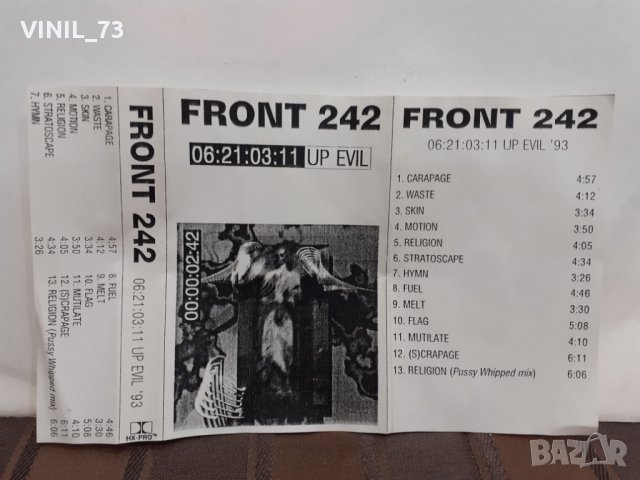 VINIL_73
1. CARAPAGE 4:57
2. WASTE 4:12
3. SKIN 3:34
4. MOTION 3:50
5. RELIGION 4:05
6. STRATOSCAPE 4:34
7. HYMN 3:26
8. FUEL 4:46
9. MELT 3:30
10. FLAG 5:08
11. MUTILATE 4:10
12. (S)CRAPAGE 6:11
13. RELIGION (Pussy Whipped mix) 6:06
FRONT 242
06:21:03:11 UP EVIL '93
HX-PRO™
FRONT 242
06:21:03:11 UP EVIL
00:00:02:42
FRONT 242
06:21:03:11 UP EVIL '93
1. CARAPAGE 4:57
2. WASTE 4:12
3. SKIN 3:34
4. MOTION 3:50
5. RELIGION 4:05
6. STRATOSCAPE 4:34
7. HYMN 3:26
8. FUEL 4:46
9. MELT 3:30
10. FLAG 5:08
11. MUTILATE 4:10
12. (S)CRAPAGE 6:11
13. RELIGION (Pussy Whipped mix) 6:06
BAZAR